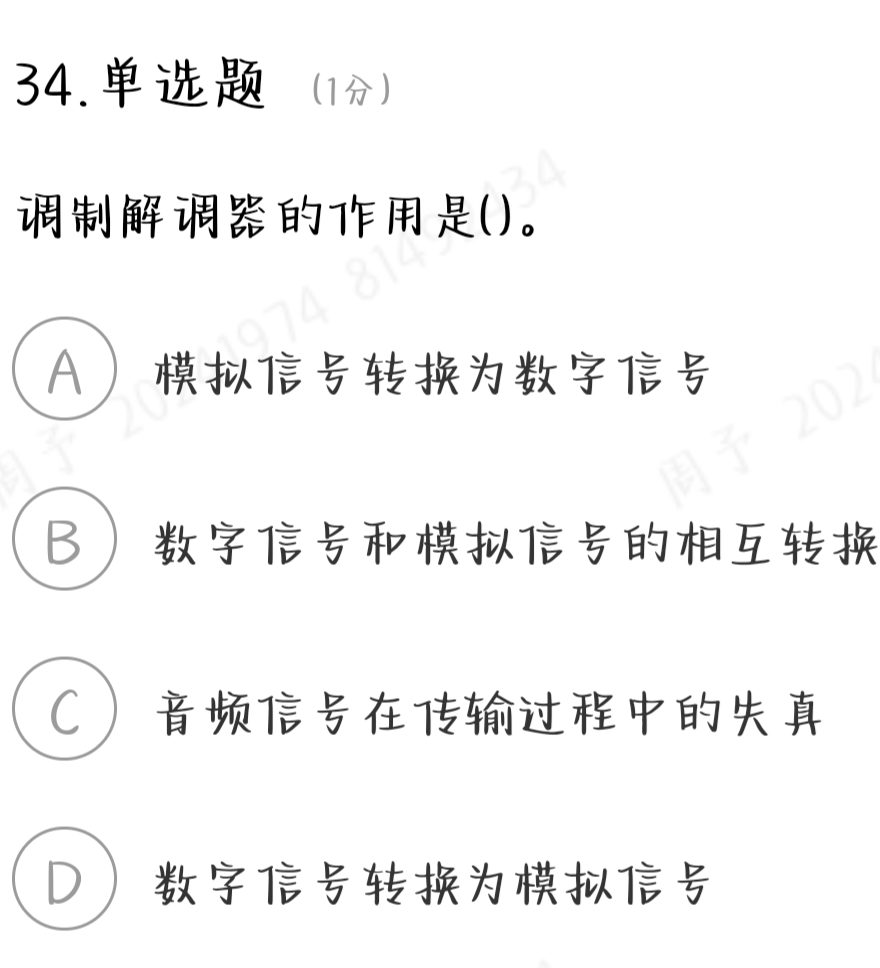 34.单选题 (1分)
调制解调器的作用是()。
A 模拟信号转换为数字信号
B 数字信号和模拟信号的相互转换
C 音频信号在传输过程中的失真
D 数字信号转换为模拟信号
周予 202